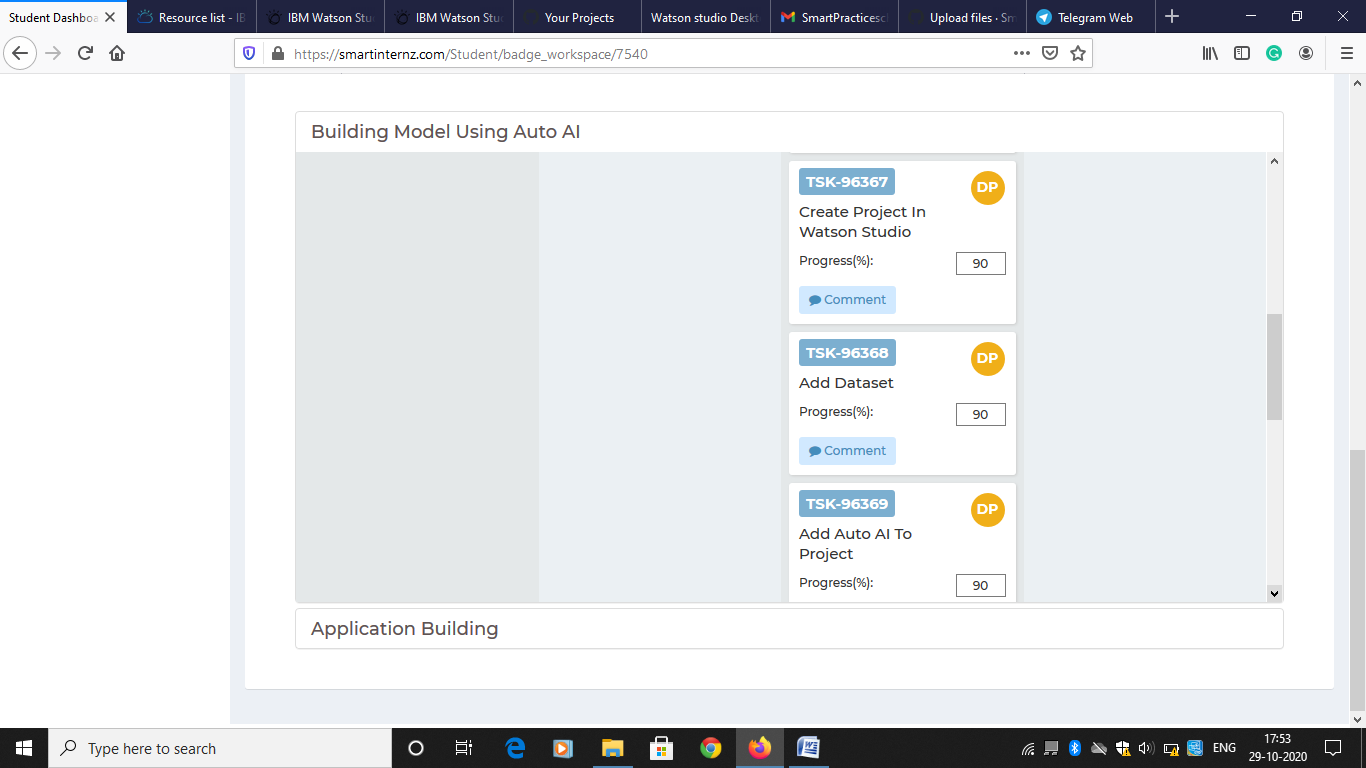 Student Dashboa
Resource list - IB
IBM Watson Stu
IBM Watson Stu
Your Projects
Watson studio Deskt
SmartPracticesc
Upload files · Sm
Telegram Web
https://smartinternz.com/Student/badge_workspace/7540
Building Model Using Auto AI
TSK-96367
DP
Create Project In
Watson Studio
Progress(%):
90
Comment
TSK-96368
DP
Add Dataset
Progress(%):
90
Comment
TSK-96369
DP
Add Auto AI To
Project
Progress(%):
90
Application Building
Type here to search
ENG
17:53
29-10-2020